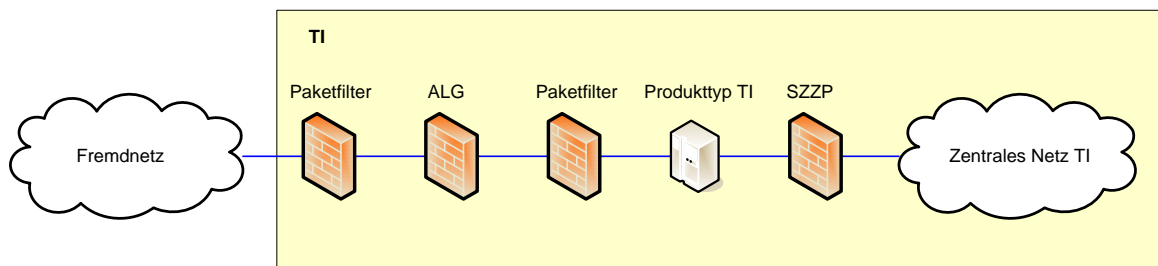 TI
Paketfilter
ALG
Paketfilter
Produkttyp TI
SZZP
Fremdnetz
Zentrales Netz TI